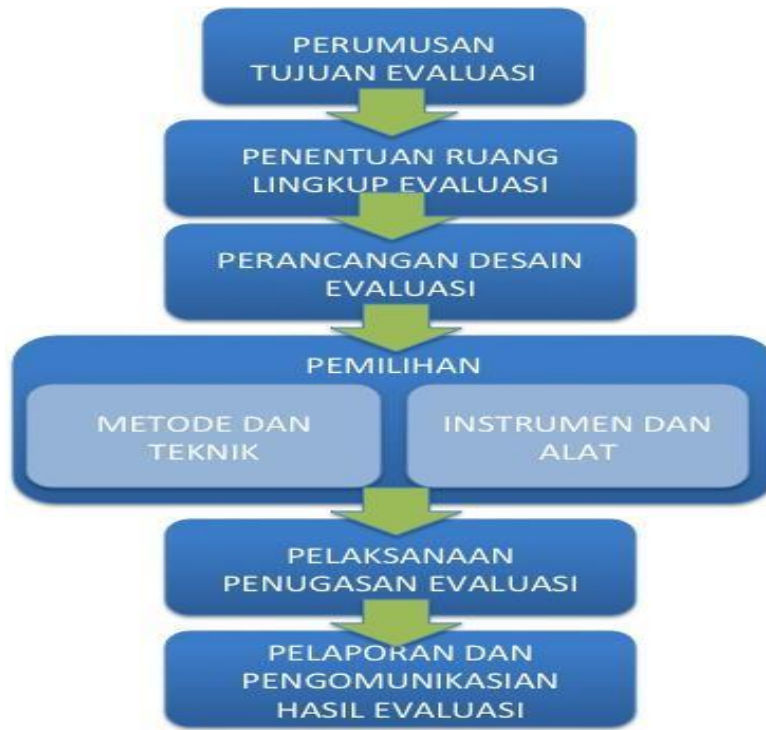 PERUMUSAN
TUJUAN EVALUASI
PENENTUAN RUANG
LINGKUP EVALUASI
PERANCANGAN DESAIN
EVALUASI
PEMILIHAN
METODE DAN
TEKNIK
INSTRUMEN DAN
ALAT
PELAKSANAAN
PENUGASAN EVALUASI
PELAPORAN DAN
PENGOMUNIKASIAN
HASIL EVALUASI